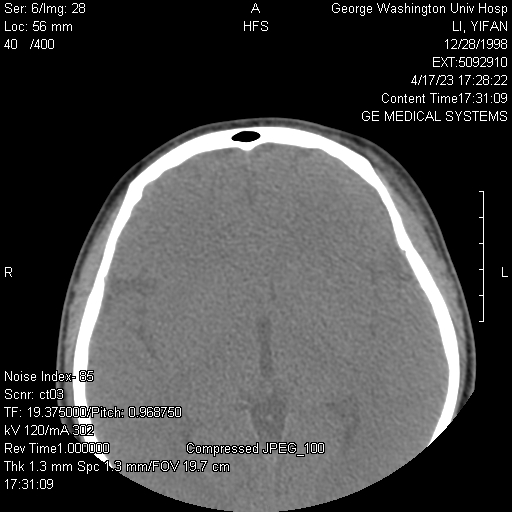 Ser: 6/Img: 28
Loc: 56 mm
40 /400
A
HFS
George Washington Univ Hosp
LI, YIFAN
12/28/1998
EXT:5092910
4/17/23 17:28:22
Content Time17:31:09
GE MEDICAL SYSTEMS
R
L
Noise Index- 85
Scnr: ct03
TF: 19.375000/Pitch: 0.968750
kV 120/mA 302
Rev Time1.000000
Compressed JPEG_100
Thk 1.3 mm Spc 1.3 mm/FOV 19.7 cm
17:31:09